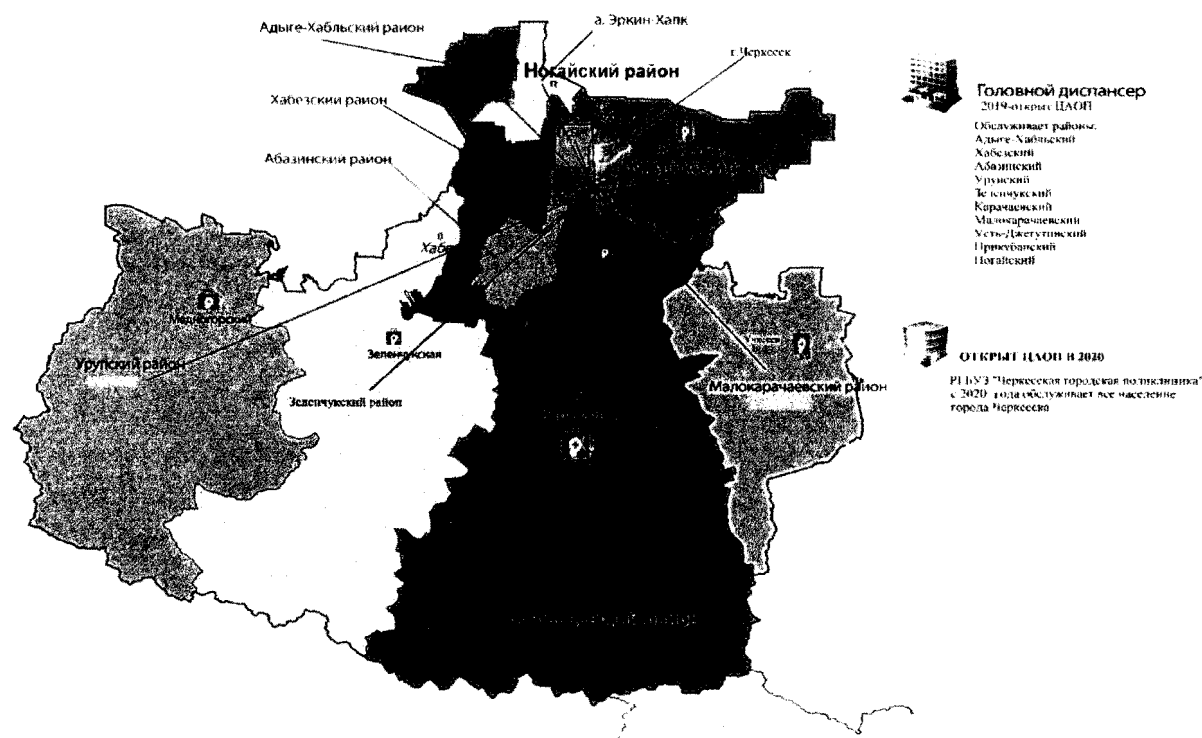 Адыге-Хабльский район
а. Эркин-Халк
г.Черкесск
Ногайский район
Хабезский район
Абазинский район
Хабе
Медногорский
Урупский район
Зеленчукская
Зеленчукский район
Малокарачаевский район
Головной диспансер
2019-открыт ЦАОП
Обслуживает районы:
Адыге-Хабльский
Хабезский
Абазинский
Урупский
Зеленчукский
Карачаевский
Малокарачаевский
Усть-Джегутинский
Прикубанский
Ногайский
ОТКРЫТ ЦАОП В 2020
РГБУЗ "Черкесская городская поликлиника"
с 2020 года обслуживает все население
города Черкесска